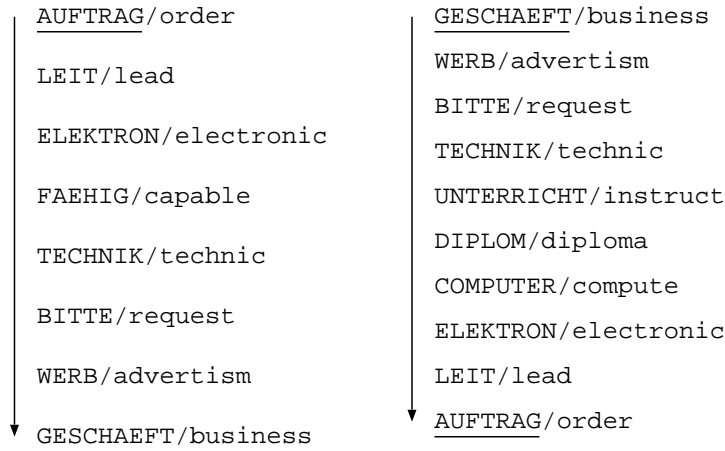 AUFTRAG/order
LEIT/lead
ELEKTRON/electronic
FAEHIG/capable
TECHNIK/technic
BITTE/request
WERB/advertism
GESCHAEFT/business
GESCHAEFT/business
WERB/advertism
BITTE/request
TECHNIK/technic
UNTERRICHT/instruct
DIPLOM/diploma
COMPUTER/compute
ELEKTRON/electronic
LEIT/lead
AUFTRAG/order